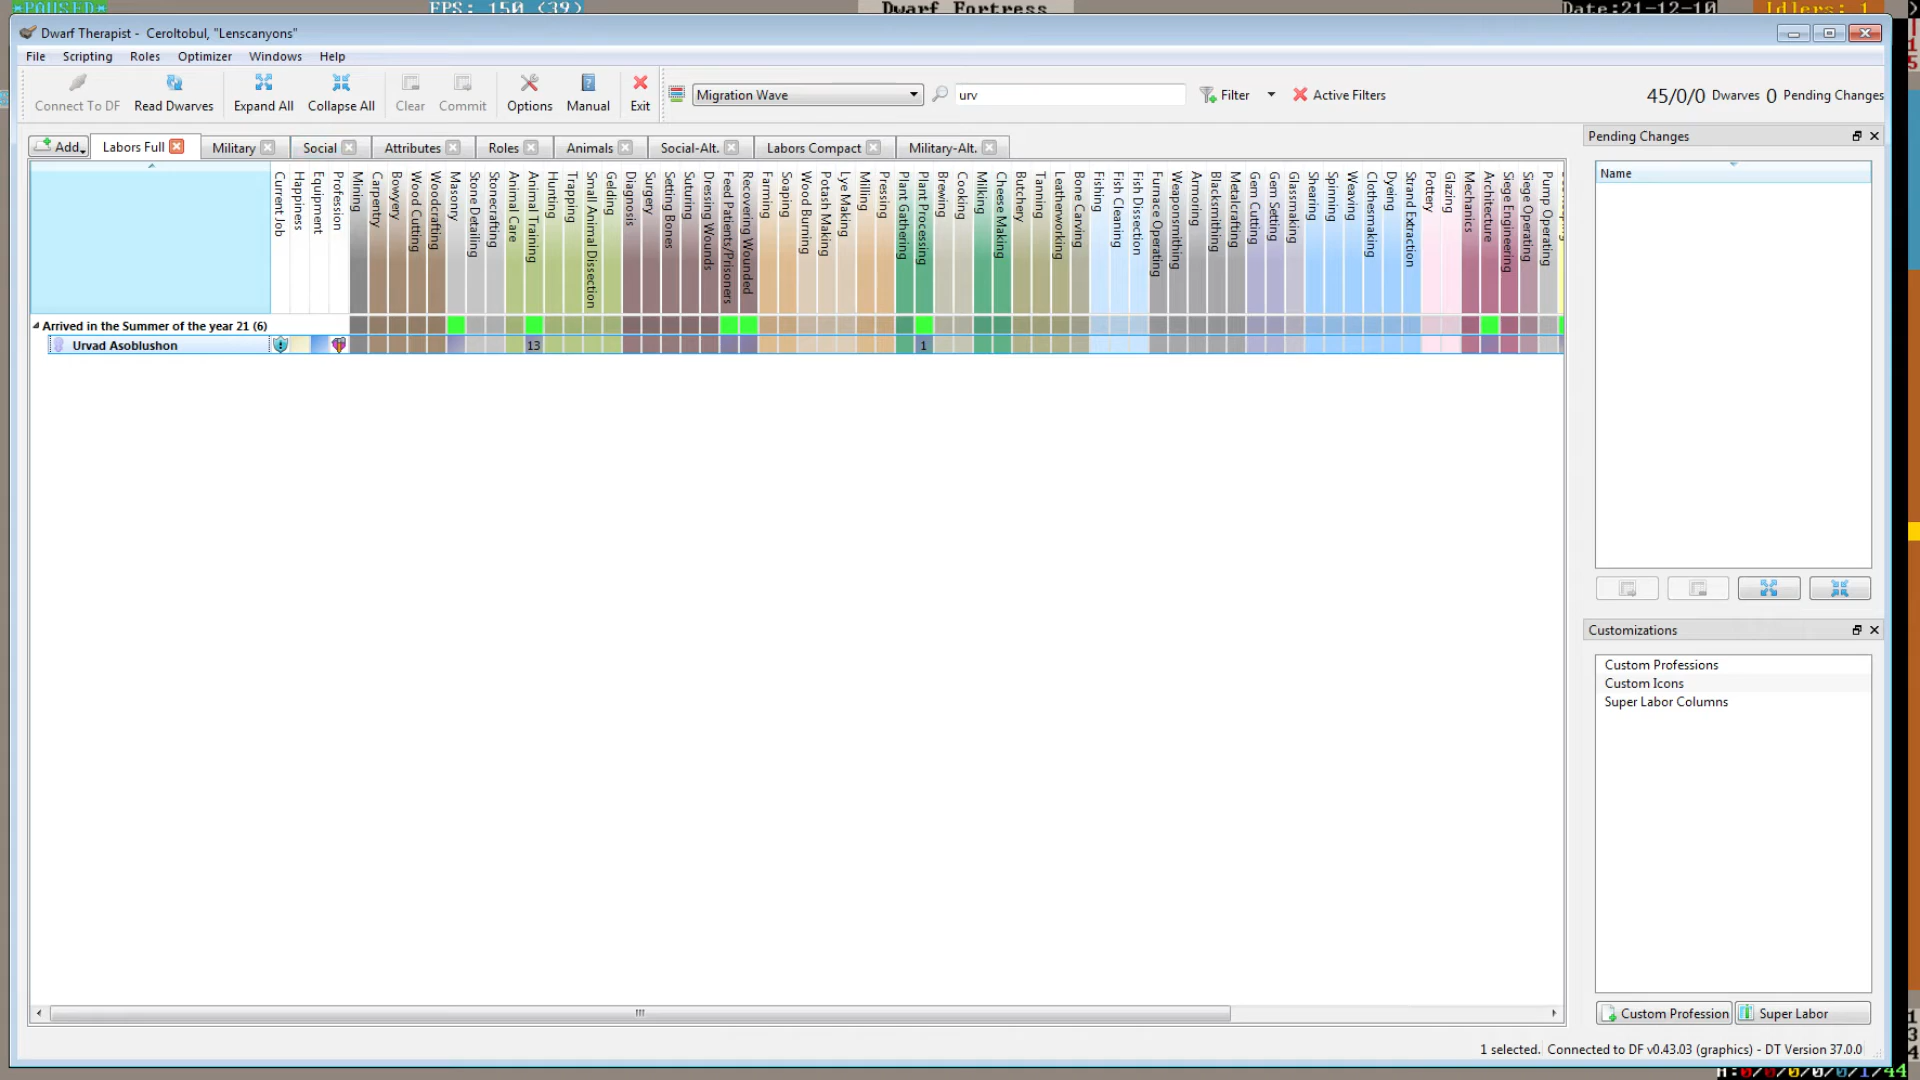 *PAUSED*
FPS: 150 (39)
Dwarf Fortress
Date:21-12-10
Idlers: 1
Dwarf Therapist - Ceroltobul, "Lenscanyons"
File Scripting Roles Optimizer Windows Help
Connect To DF
Read Dwarves
Expand All
Collapse All
Clear
Commit
Options
Manual
Exit
Migration Wave
urv
Filter
Active Filters
45/0/0 Dwarves 0 Pending Changes
Add
Labors Full
Military
Social
Attributes
Roles
Animals
Social-Alt.
Labors Compact
Military-Alt.
Current Job
Happiness
Equipment
Profession
Mining
Carpentry
Bowyery
Wood Cutting
Woodcrafting
Masonry
Stone Detailing
Stonecrafting
Animal Care
Animal Training
Hunting
Trapping
Small Animal Dissection
Gelding
Diagnosis
Surgery
Setting Bones
Suturing
Dressing Wounds
Feed Patients/Prisoners
Recovering Wounded
Farming
Soaping
Wood Burning
Potash Making
Lye Making
Milling
Pressing
Plant Gathering
Plant Processing
Brewing
Cooking
Milking
Cheese Making
Butchery
Tanning
Leatherworking
Bone Carving
Fishing
Fish Cleaning
Fish Dissection
Furnace Operating
Weaponsmithing
Armoring
Blacksmithing
Metalcrafting
Gem Cutting
Gem Setting
Glassmaking
Shearing
Spinning
Weaving
Clothesmaking
Dyeing
Strand Extraction
Pottery
Glazing
Mechanics
Architecture
Siege Engineering
Siege Operating
Pump Operating
Arrived in the Summer of the year 21 (6)
Urvad Asoblushon
13
1
Pending Changes
Name
Customizations
Custom Professions
Custom Icons
Super Labor Columns
Custom Profession
Super Labor
1 selected. Connected to DF v0.43.03 (graphics) - DT Version 37.0.0